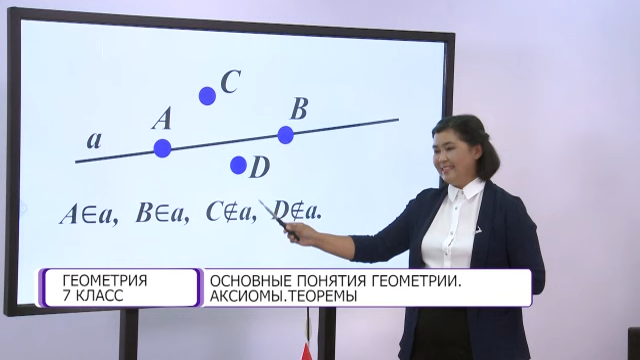 C
B
A
a
D
A∈a, B∈a, C∉a, D∉a.
ГЕОМЕТРИЯ
7 КЛАСС
ОСНОВНЫЕ ПОНЯТИЯ ГЕОМЕТРИИ.
АКСИОМЫ.ТЕОРЕМЫ